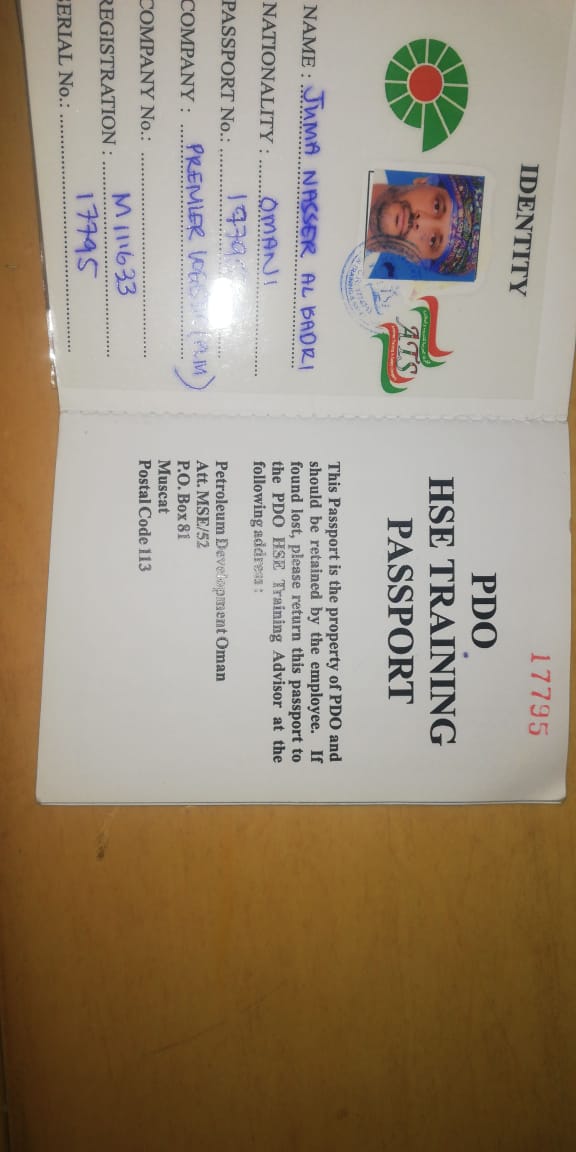 IDENTITY
ATS
NAME : JUMA NASSER AL BADRI
NATIONALITY : OMANI
PASSPORT No.:
COMPANY : PREMIER (MM)
COMPANY No.:
REGISTRATION : M111633
SERIAL No.: 17795
17795
PDO
HSE TRAINING
PASSPORT
This Passport is the property of PDO and
should be retained by the employee. If
found lost, please return this passport to
the PDO HSE Training Advisor at the
following address :
Petroleum Development Oman
Att. MSE/52
P.O. Box 81
Muscat
Postal Code 113